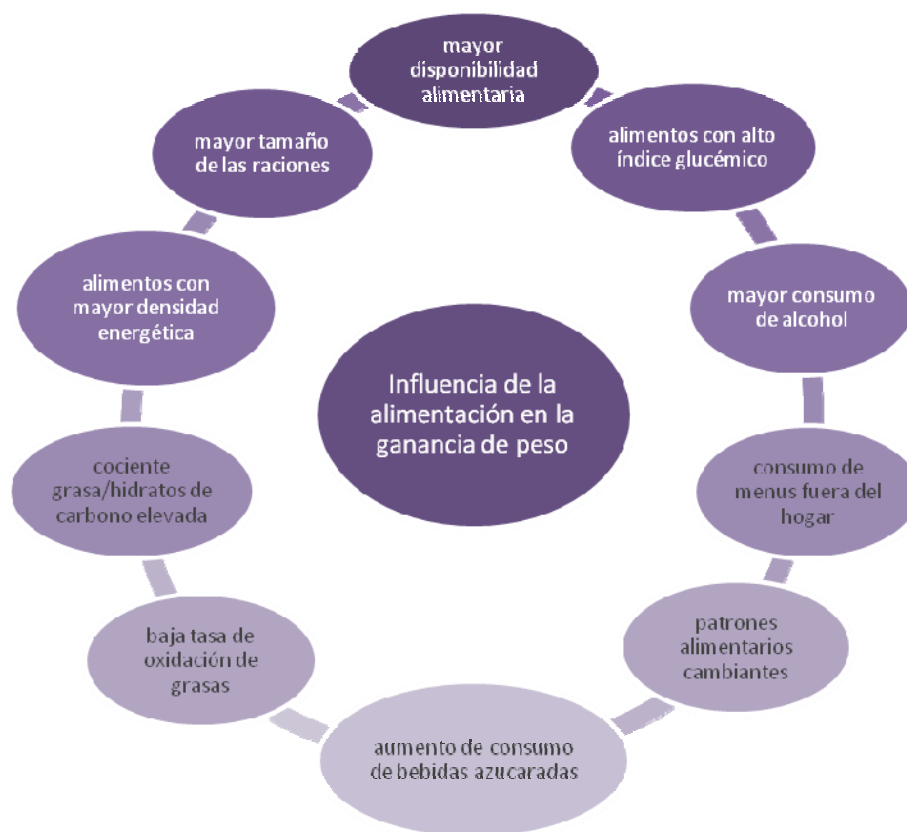 mayor
disponibilidad
alimentaria
alimentos con alto
índice glucémico
mayor consumo
de alcohol
consumo de
menus fuera del
hogar
patrones
alimentarios
cambiantes
aumento de consumo
de bebidas azucaradas
baja tasa de
oxidación de
grasas
cociente
grasa/hidratos de
carbono elevada
alimentos con
mayor densidad
energética
mayor tamaño
de las raciones
Influencia de la
alimentación en la
ganancia de peso